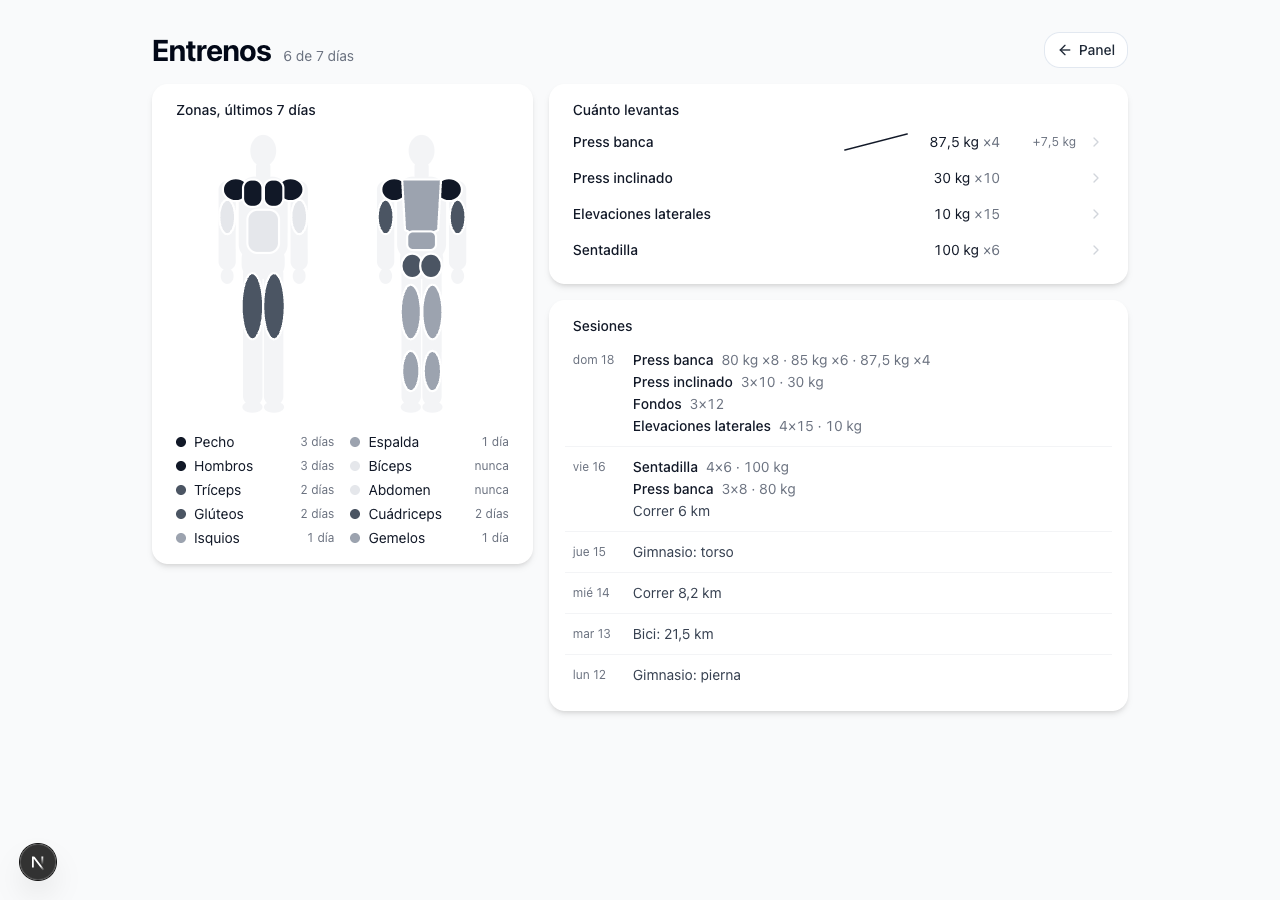 Entrenos 6 de 7 días
← Panel
Zonas, últimos 7 días
Pecho 3 días
Espalda 1 día
Hombros 3 días
Bíceps nunca
Tríceps 2 días
Abdomen nunca
Glúteos 2 días
Cuádriceps 2 días
Isquios 1 día
Gemelos 1 día
Cuánto levantas
Press banca 87,5 kg ×4 +7,5 kg
Press inclinado 30 kg ×10
Elevaciones laterales 10 kg ×15
Sentadilla 100 kg ×6
Sesiones
dom 18 Press banca 80 kg ×8 · 85 kg ×6 · 87,5 kg ×4
Press inclinado 3×10 · 30 kg
Fondos 3×12
Elevaciones laterales 4×15 · 10 kg
vie 16 Sentadilla 4×6 · 100 kg
Press banca 3×8 · 80 kg
Correr 6 km
jue 15 Gimnasio: torso
mié 14 Correr 8,2 km
mar 13 Bici: 21,5 km
lun 12 Gimnasio: pierna
N